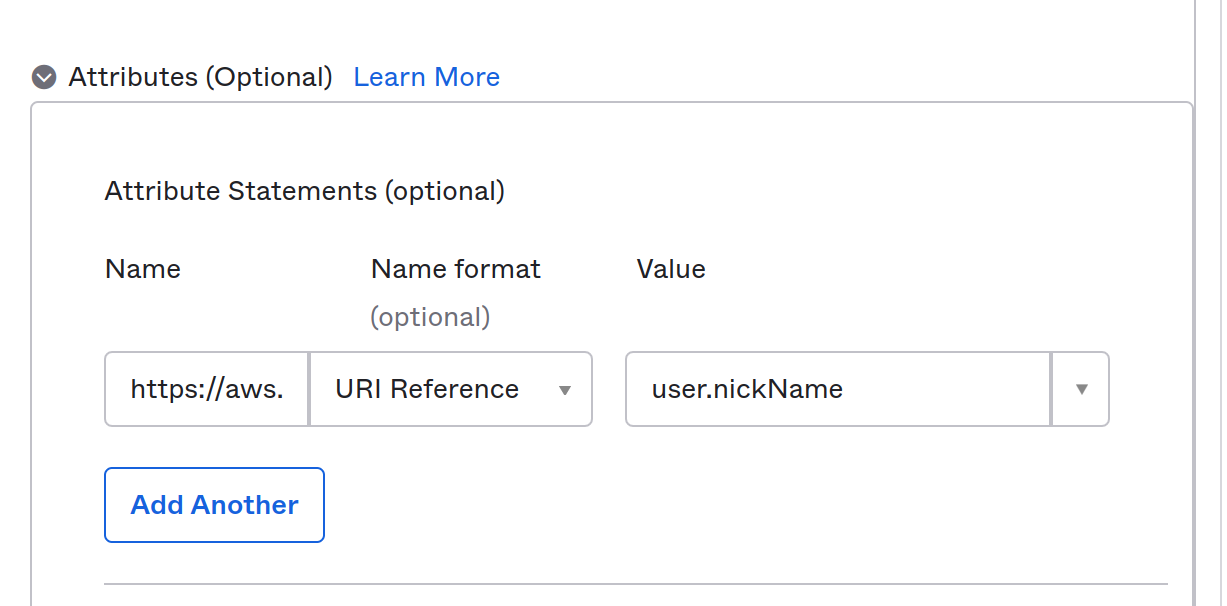 Attributes (Optional) Learn More
Attribute Statements (optional)
Name Name format Value
(optional)
https://aws. URI Reference user.nickName
Add Another